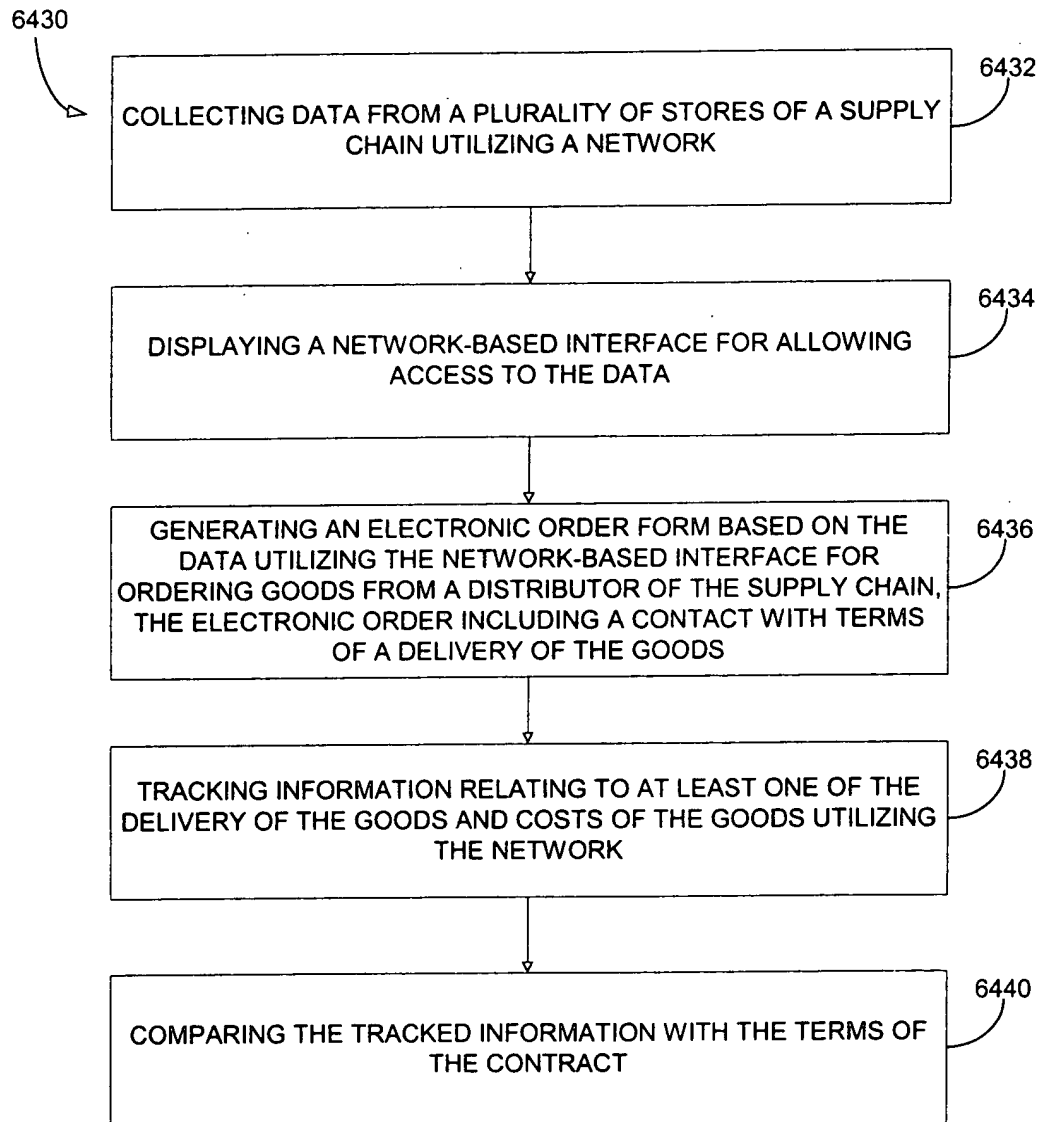 6430
6432
COLLECTING DATA FROM A PLURALITY OF STORES OF A SUPPLY
CHAIN UTILIZING A NETWORK
6434
DISPLAYING A NETWORK-BASED INTERFACE FOR ALLOWING
ACCESS TO THE DATA
6436
GENERATING AN ELECTRONIC ORDER FORM BASED ON THE
DATA UTILIZING THE NETWORK-BASED INTERFACE FOR
ORDERING GOODS FROM A DISTRIBUTOR OF THE SUPPLY CHAIN,
THE ELECTRONIC ORDER INCLUDING A CONTACT WITH TERMS
OF A DELIVERY OF THE GOODS
6438
TRACKING INFORMATION RELATING TO AT LEAST ONE OF THE
DELIVERY OF THE GOODS AND COSTS OF THE GOODS UTILIZING
THE NETWORK
6440
COMPARING THE TRACKED INFORMATION WITH THE TERMS OF
THE CONTRACT